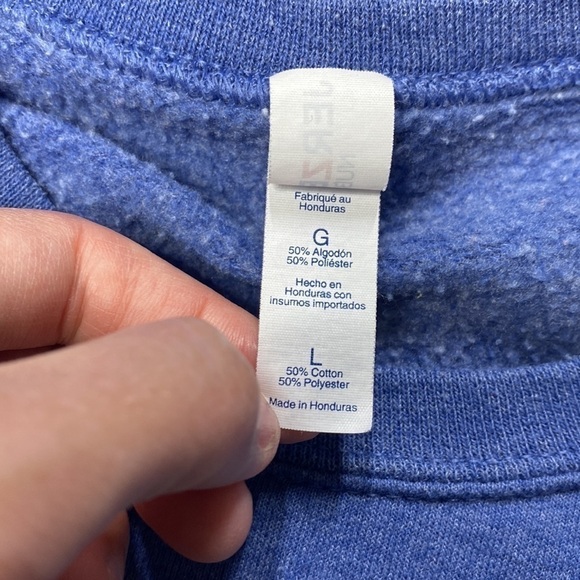 Fabriqué au
Honduras
G
50% Algodón
50% Poliéster
Hecho en
Honduras con
insumos importados
L
50% Cotton
50% Polyester
Made in Honduras